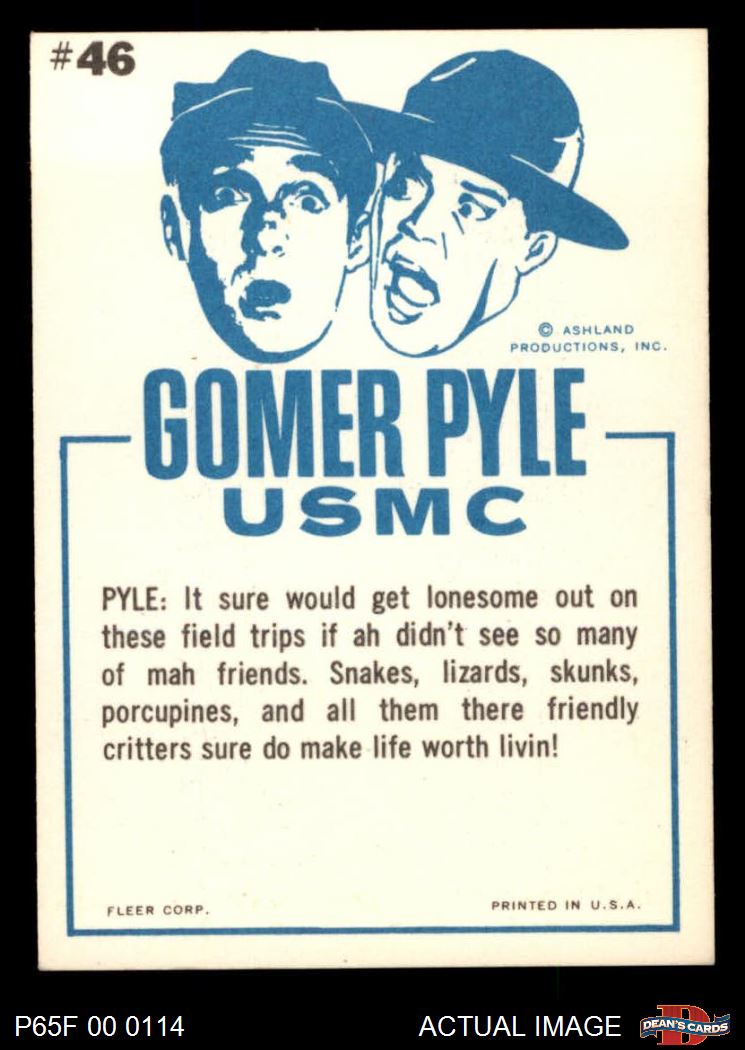 #46
© ASHLAND
PRODUCTIONS, INC.
GOMER PYLE
USMC
PYLE: It sure would get lonesome out on
these field trips if ah didn't see so many
of mah friends. Snakes, lizards, skunks,
porcupines, and all them there friendly
critters sure do make life worth livin!
FLEER CORP.
PRINTED IN U.S.A.
P65F 00 0114
ACTUAL IMAGE
D
DEAN'S CARDS